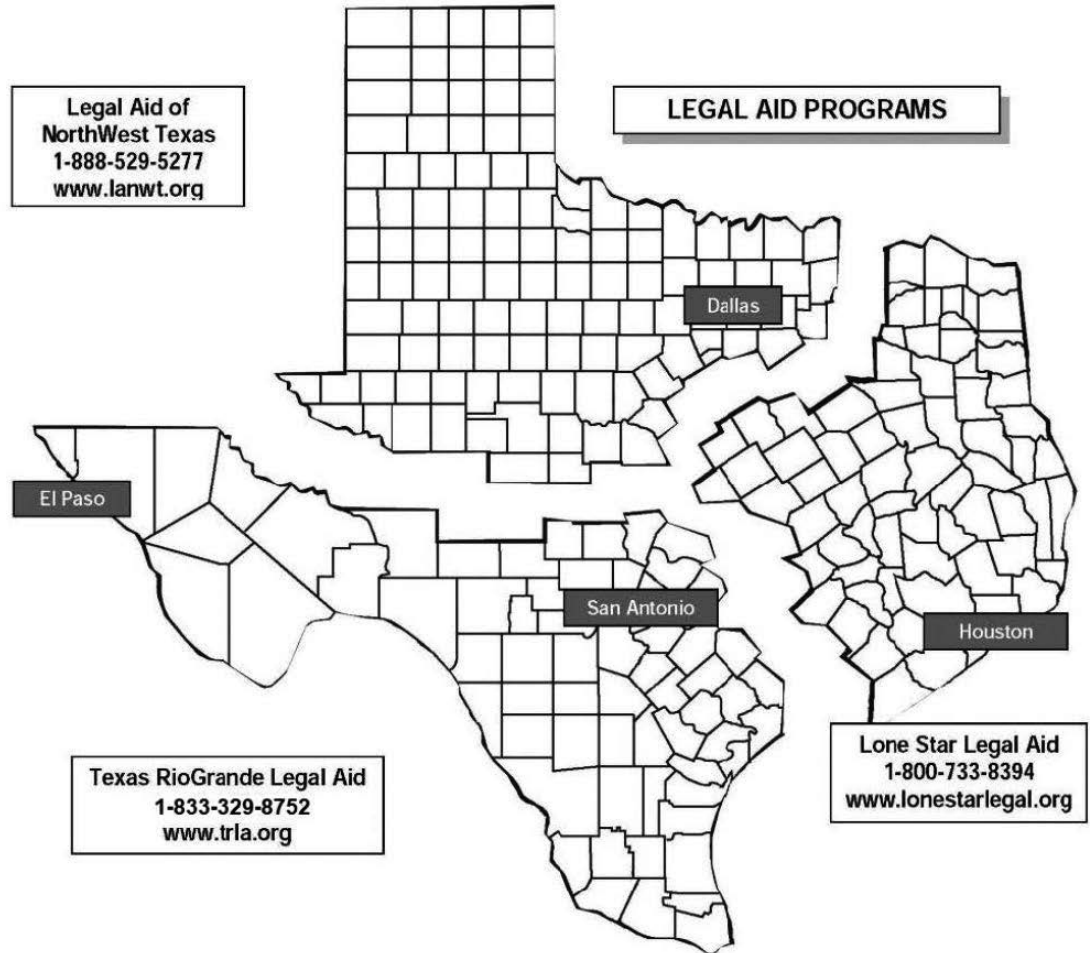 Legal Aid of
NorthWest Texas
1-888-529-5277
www.lanwt.org
LEGAL AID PROGRAMS
Dallas
El Paso
San Antonio
Houston
Texas RioGrande Legal Aid
1-833-329-8752
www.trla.org
Lone Star Legal Aid
1-800-733-8394
www.lonestarlegal.org